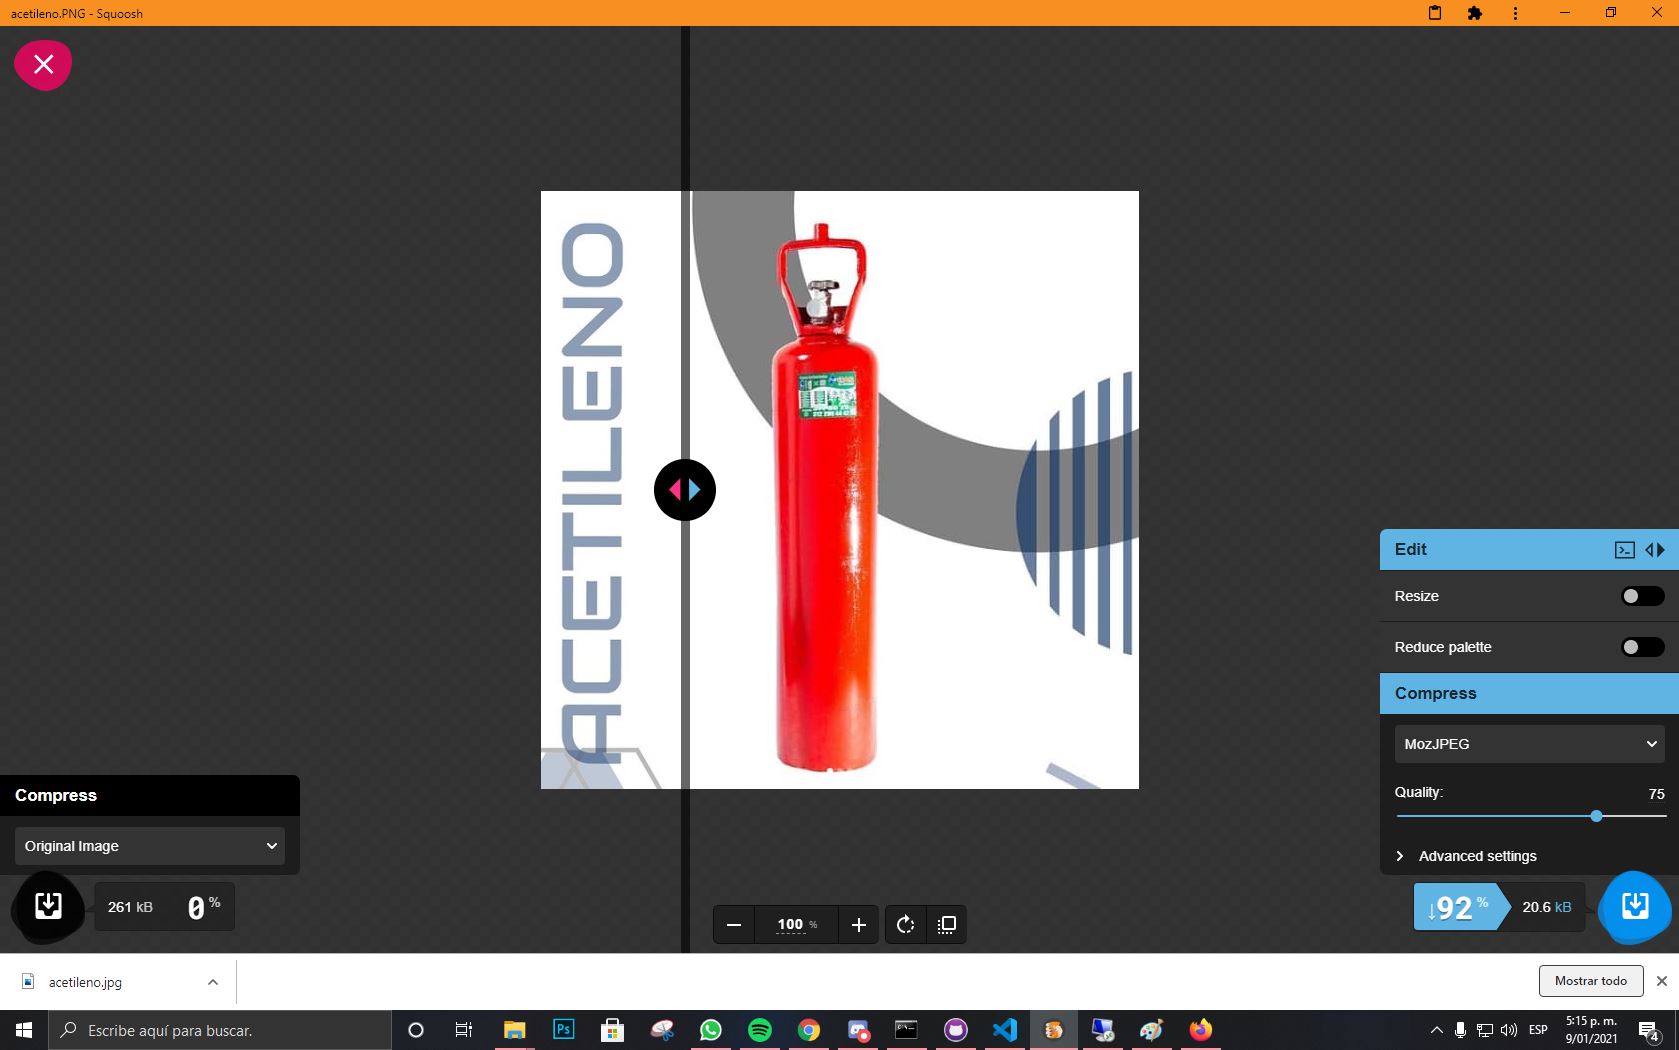 acetileno.PNG - Squoosh
ACETILENO
Edit
Resize
Reduce palette
Compress
MozJPEG
Quality:
75
Advanced settings
Compress
Original Image
261 kB
0 %
100 %
↓92 %
20.6 kB
acetileno.jpg
Mostrar todo
Escribe aquí para buscar.
Ps
ESP
5:15 p. m.
9/01/2021
4